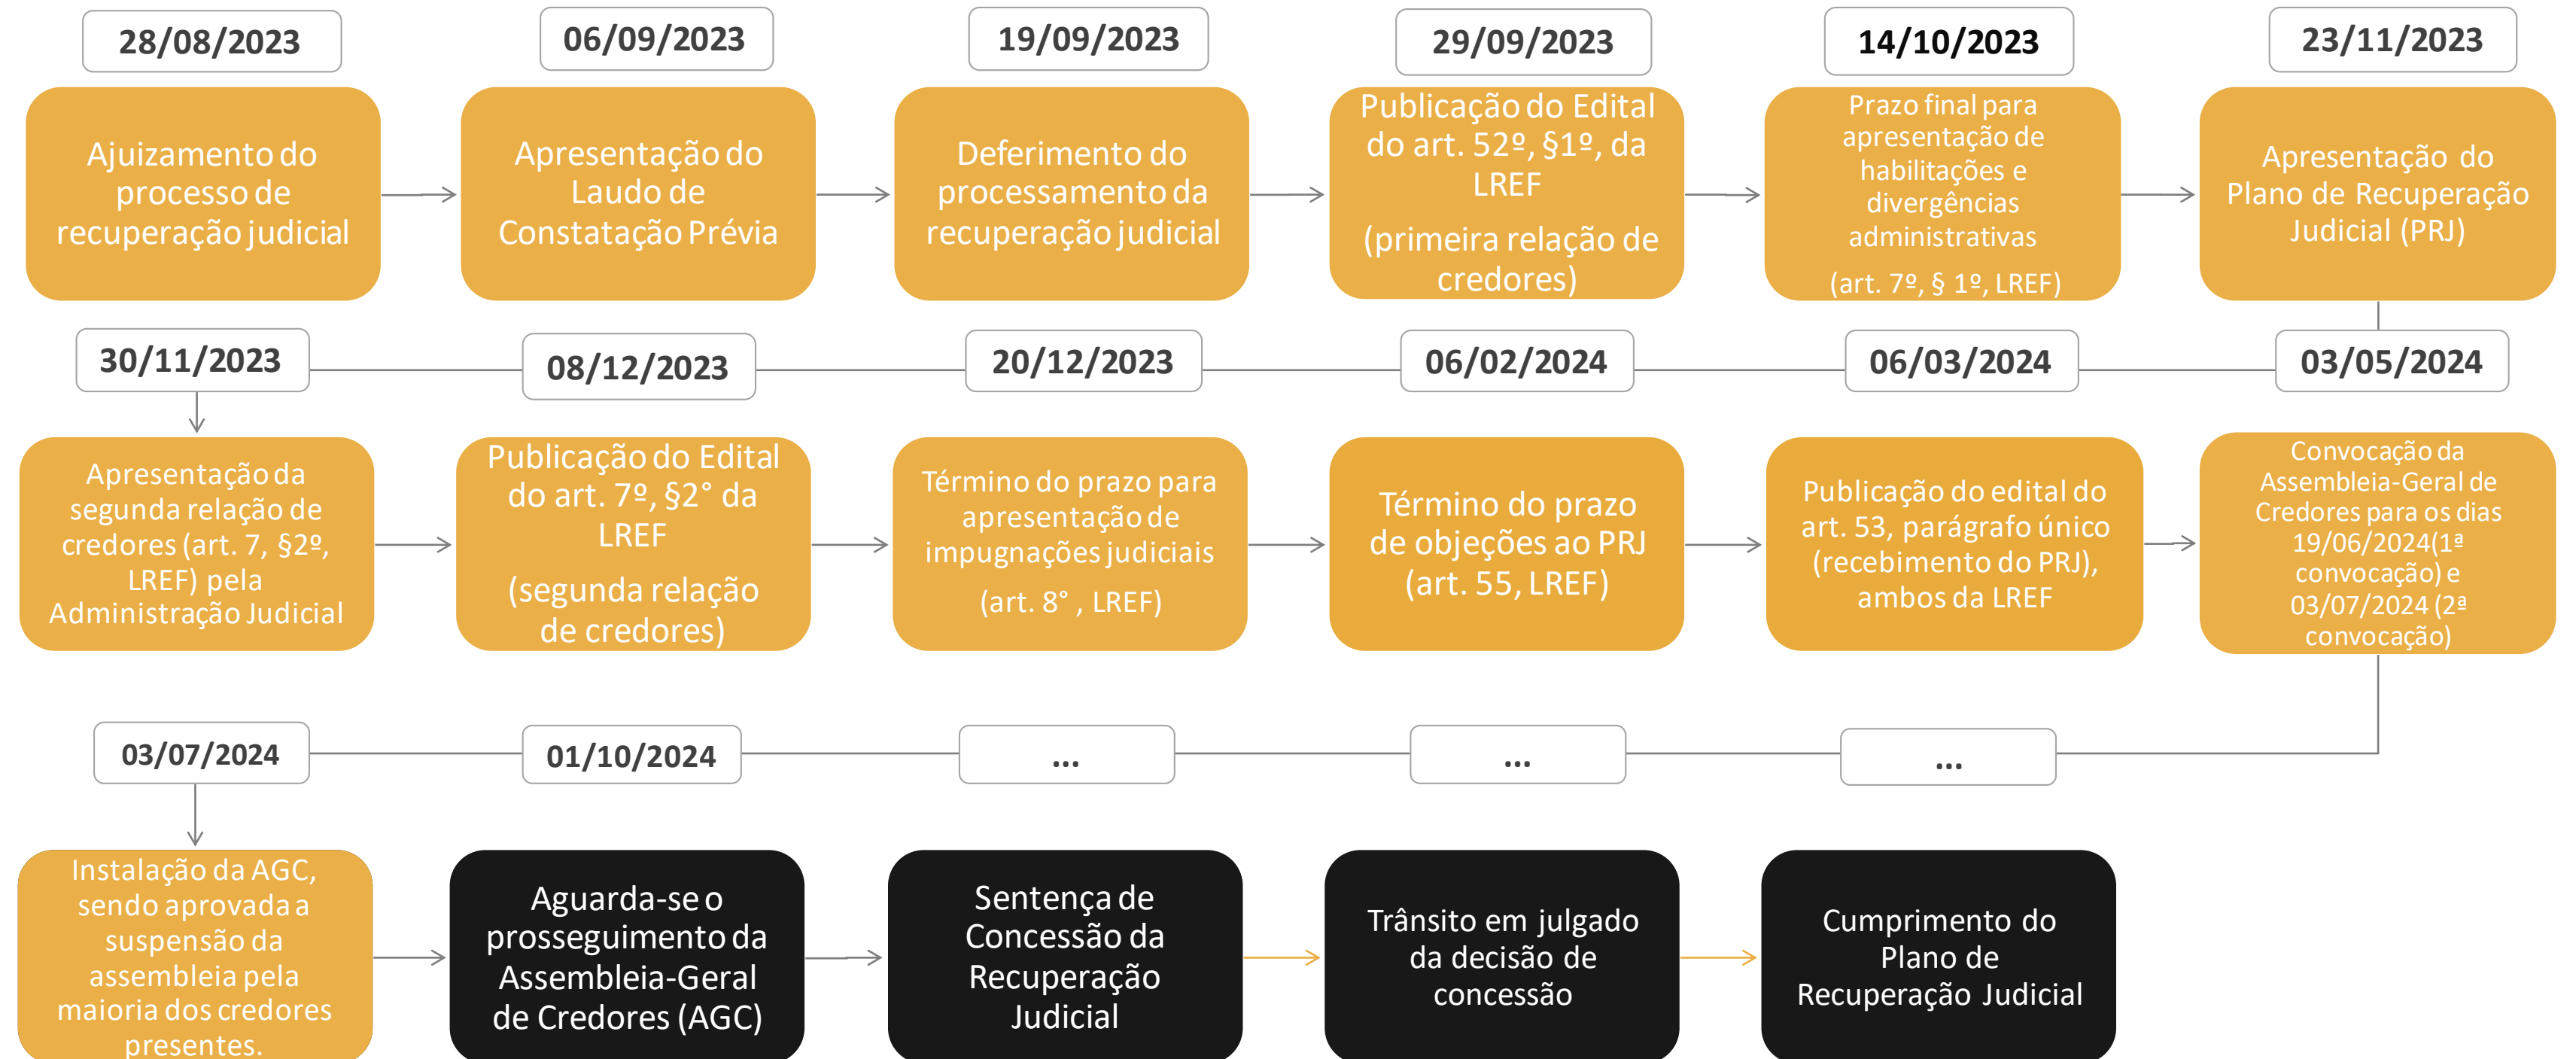 28/08/2023
06/09/2023
19/09/2023
29/09/2023
14/10/2023
23/11/2023
Ajuizamento do
processo de
recuperação judicial
Apresentação do
Laudo de
Constatação Prévia
Deferimento do
processamento da
recuperação judicial
Publicação do Edital
do art. 52º, §1º, da
LREF
(primeira relação de
credores)
Prazo final para
apresentação de
habilitações e
divergências
administrativas
(art. 7º, § 1º, LREF)
Apresentação do
Plano de Recuperação
Judicial (PRJ)
30/11/2023
08/12/2023
20/12/2023
06/02/2024
06/03/2024
03/05/2024
Apresentação da
segunda relação de
credores (art. 7, §2º,
LREF) pela
Administração Judicial
Publicação do Edital
do art. 7º, §2° da
LREF
(segunda relação
de credores)
Término do prazo para
apresentação de
impugnações judiciais
(art. 8° , LREF)
Término do prazo
de objeções ao PRJ
(art. 55, LREF)
Publicação do edital do
art. 53, parágrafo único
(recebimento do PRJ),
ambos da LREF
Convocação da
Assembleia-Geral de
Credores para os dias
19/06/2024(1ª
convocação) e
03/07/2024 (2ª
convocação)
03/07/2024
01/10/2024
...
...
...
Instalação da AGC,
sendo aprovada a
suspensão da
assembleia pela
maioria dos credores
presentes.
Aguarda-se o
prosseguimento da
Assembleia-Geral
de Credores (AGC)
Sentença de
Concessão da
Recuperação
Judicial
Trânsito em julgado
da decisão de
concessão
Cumprimento do
Plano de
Recuperação Judicial